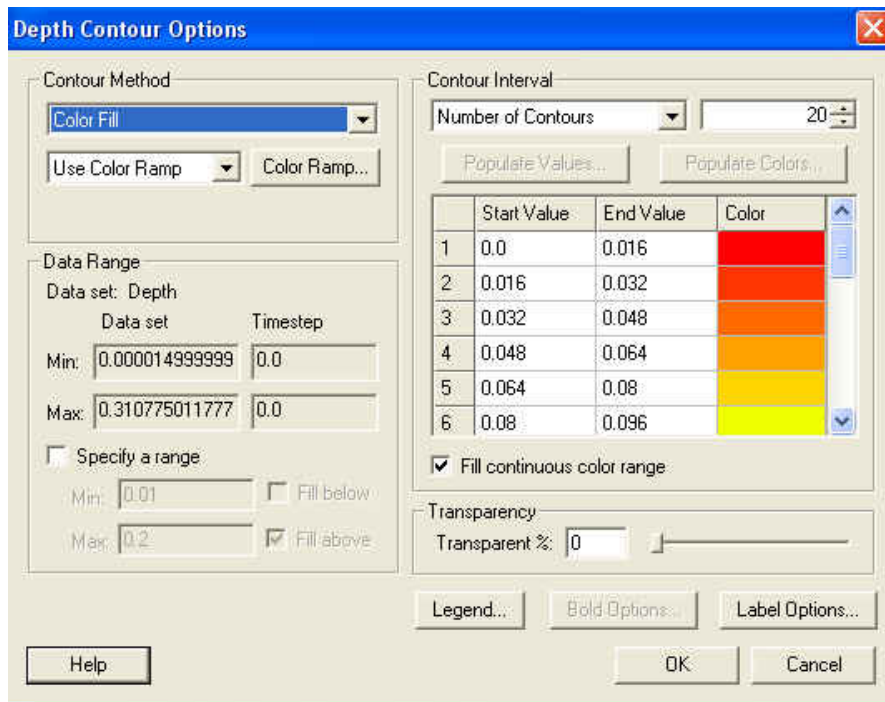 Depth Contour Options
Contour Method
Color Fill
Use Color Ramp
Color Ramp...
Data Range
Data set: Depth
Data set Timestep
Min: 0.000014999999 0.0
Max: 0.310775011777 0.0
Specify a range
Min: 0.01 Fill below
Max: 0.2 Fill above
Contour Interval
Number of Contours 20
Populate Values... Populate Colors...
Start Value End Value Color
1 0.0 0.016
2 0.016 0.032
3 0.032 0.048
4 0.048 0.064
5 0.064 0.08
6 0.08 0.096
Fill continuous color range
Transparency
Transparent %: 0
Legend... Bold Options... Label Options...
Help OK Cancel